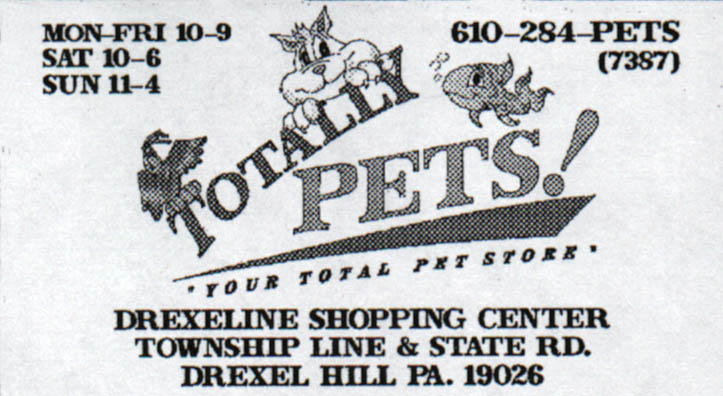 MON-FRI 10-9
SAT 10-6
SUN 11-4
610-284-PETS
(7387)
TOTALLY
PETS!
"YOUR TOTAL PET STORE"
DREXELINE SHOPPING CENTER
TOWNSHIP LINE & STATE RD.
DREXEL HILL PA. 19026